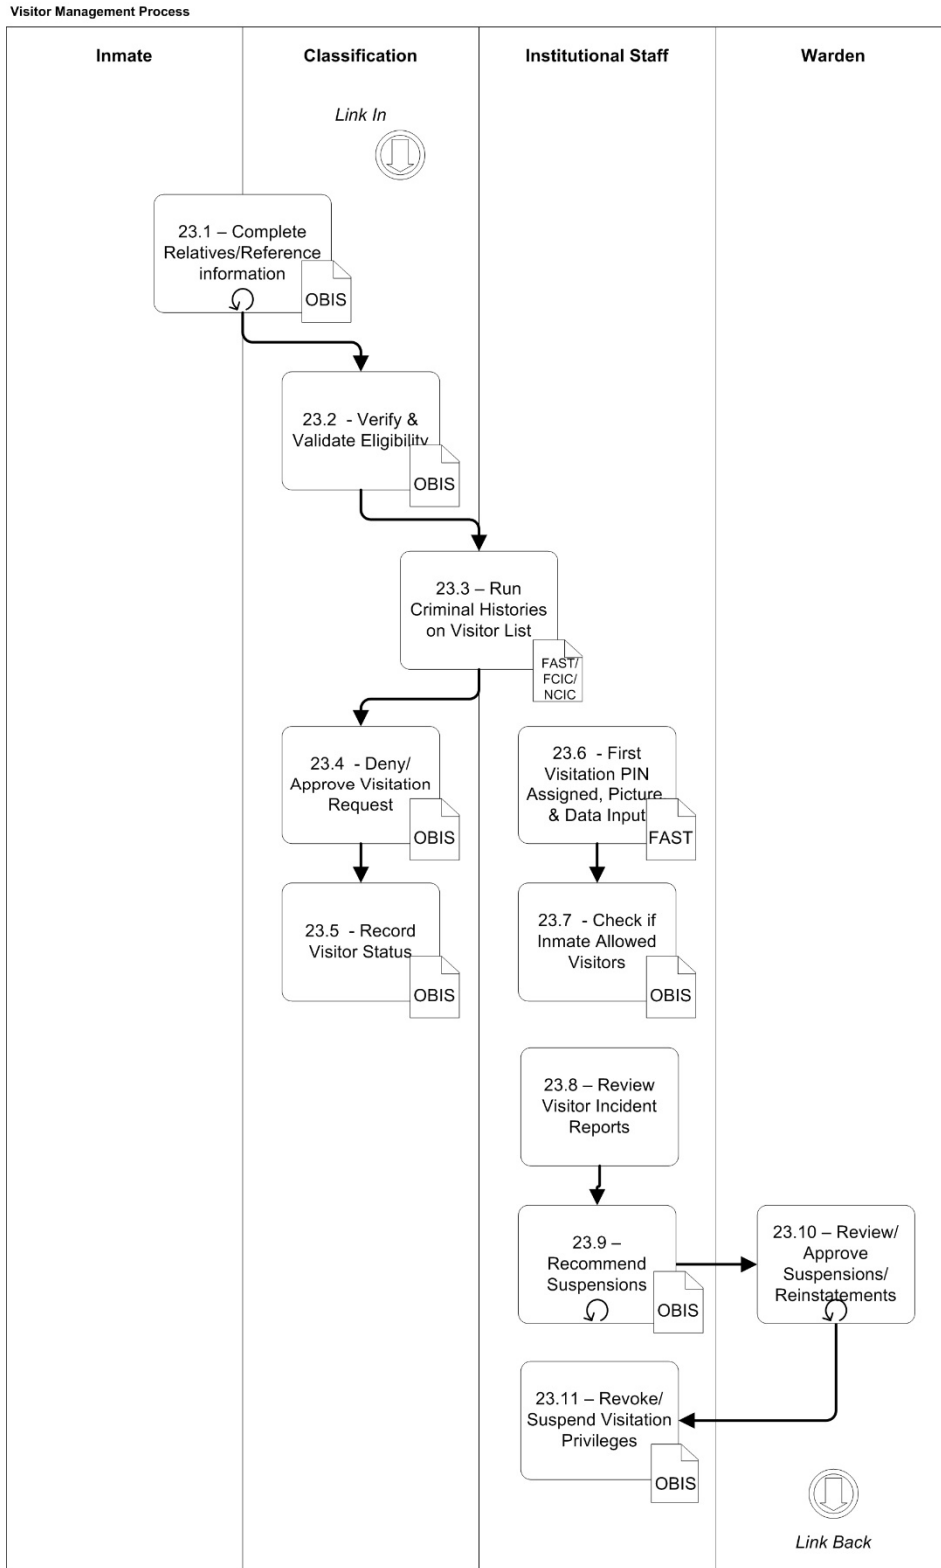 Visitor Management Process
Inmate
Classification
Institutional Staff
Warden
Link In
23.1 – Complete
Relatives/Reference
information
OBIS
23.2 - Verify &
Validate Eligibility
OBIS
23.3 – Run
Criminal Histories
on Visitor List
FAST/
FCIC/
NCIC
23.4 - Deny/
Approve Visitation
Request
OBIS
23.6 - First
Visitation PIN
Assigned, Picture
& Data Input
FAST
23.5 - Record
Visitor Status
OBIS
23.7 - Check if
Inmate Allowed
Visitors
OBIS
23.8 – Review
Visitor Incident
Reports
23.9 –
Recommend
Suspensions
OBIS
23.10 – Review/
Approve
Suspensions/
Reinstatements
23.11 – Revoke/
Suspend Visitation
Privileges
OBIS
Link Back